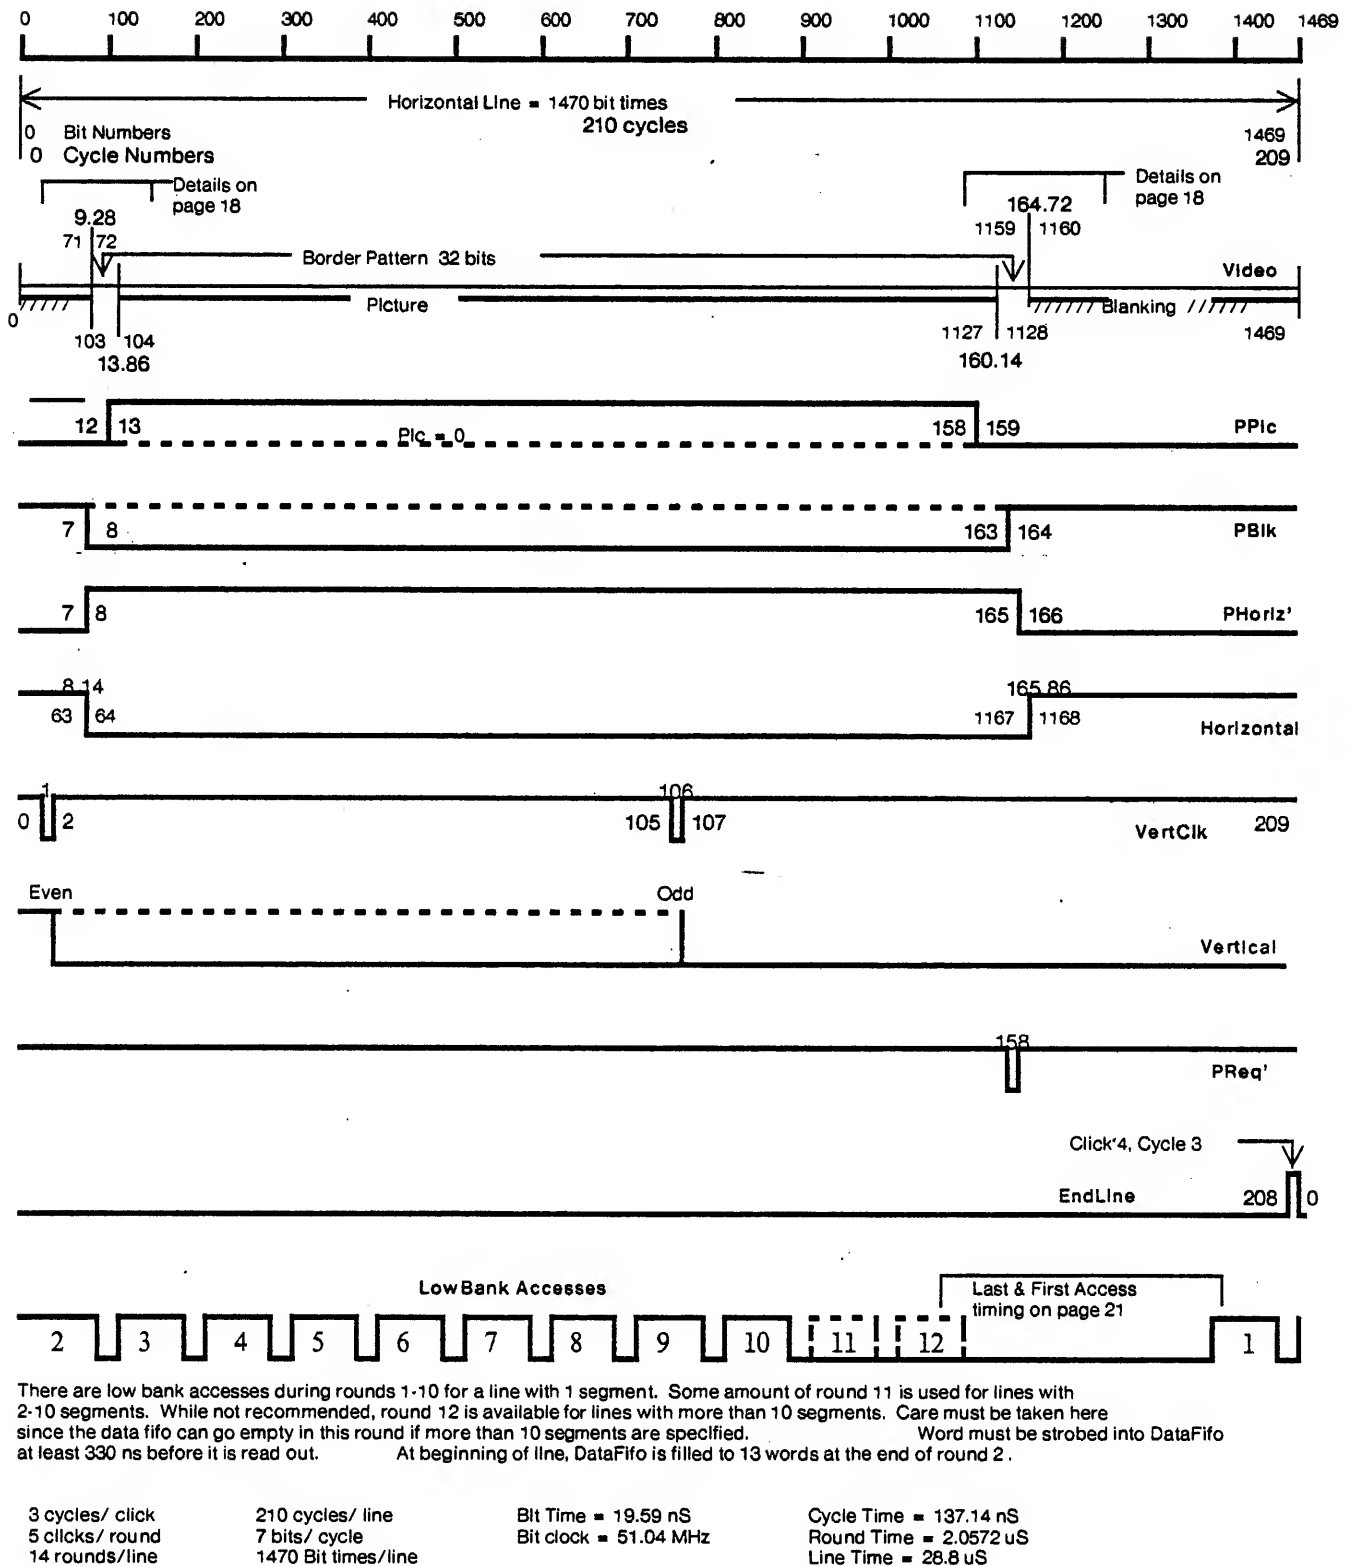 0 100 200 300 400 500 600 700 800 900 1000 1100 1200 1300 1400 1469
Horizontal Line = 1470 bit times
210 cycles
0 Bit Numbers 1469
0 Cycle Numbers 209
Details on
page 18
Details on
page 18
9.28
164.72
71 72
1159 1160
Border Pattern 32 bits
Video
Picture
0
///// Blanking //////
103 104
1127 1128
1469
13.86
160.14
12 13
Pic = 0
158 159
PPic
7 8
163 164
PBlk
7 8
165 166
PHoriz'
8.14
165.86
63 64
1167 1168
Horizontal
1
106
0 2
105 107
VertClk
209
Even
Odd
Vertical
158
PReq'
Click'4, Cycle 3
EndLine
208 0
LowBank Accesses
Last & First Access
timing on page 21
2 3 4 5 6 7 8 9 10 11 12 1
There are low bank accesses during rounds 1-10 for a line with 1 segment. Some amount of round 11 is used for lines with
2-10 segments. While not recommended, round 12 is available for lines with more than 10 segments. Care must be taken here
since the data fifo can go empty in this round if more than 10 segments are specified. Word must be strobed into DataFifo
at least 330 ns before it is read out. At beginning of line, DataFifo is filled to 13 words at the end of round 2.
3 cycles/ click 210 cycles/ line Bit Time = 19.59 nS Cycle Time = 137.14 nS
5 clicks/ round 7 bits/ cycle Bit clock = 51.04 MHz Round Time = 2.0572 uS
14 rounds/line 1470 Bit times/line Line Time = 28.8 uS